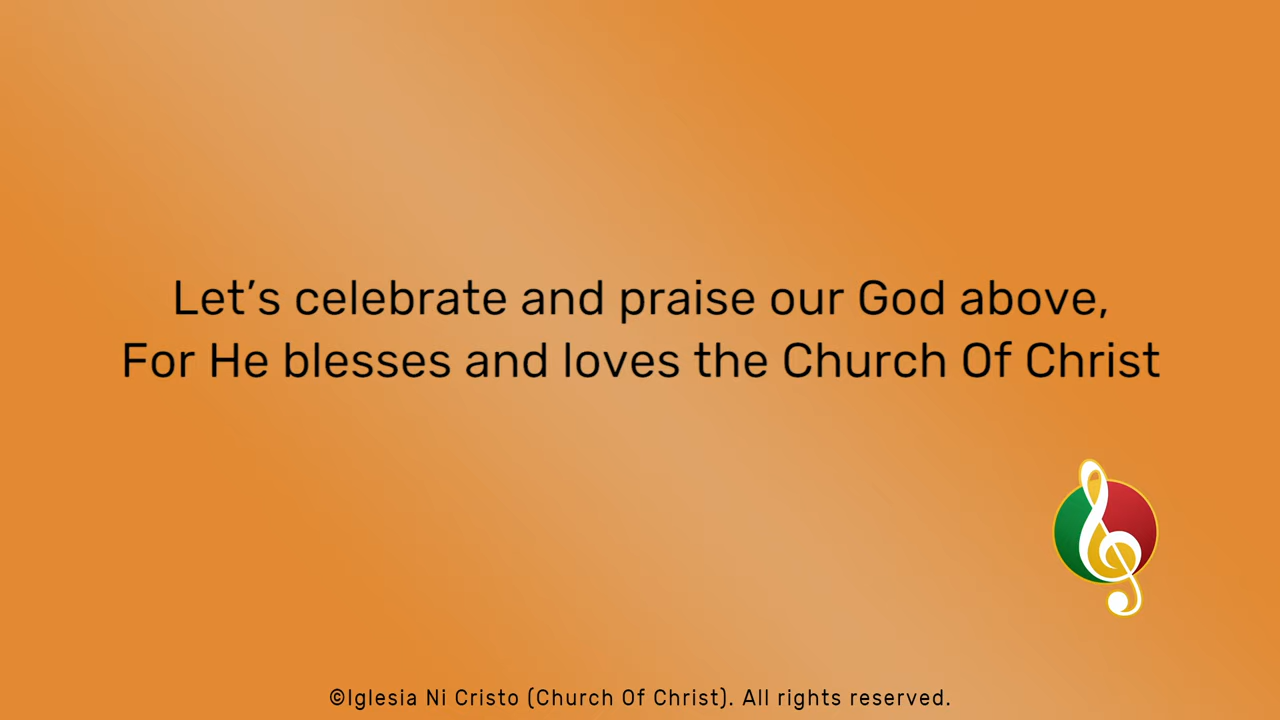 Let’s celebrate and praise our God above,
For He blesses and loves the Church Of Christ
©Iglesia Ni Cristo (Church Of Christ). All rights reserved.